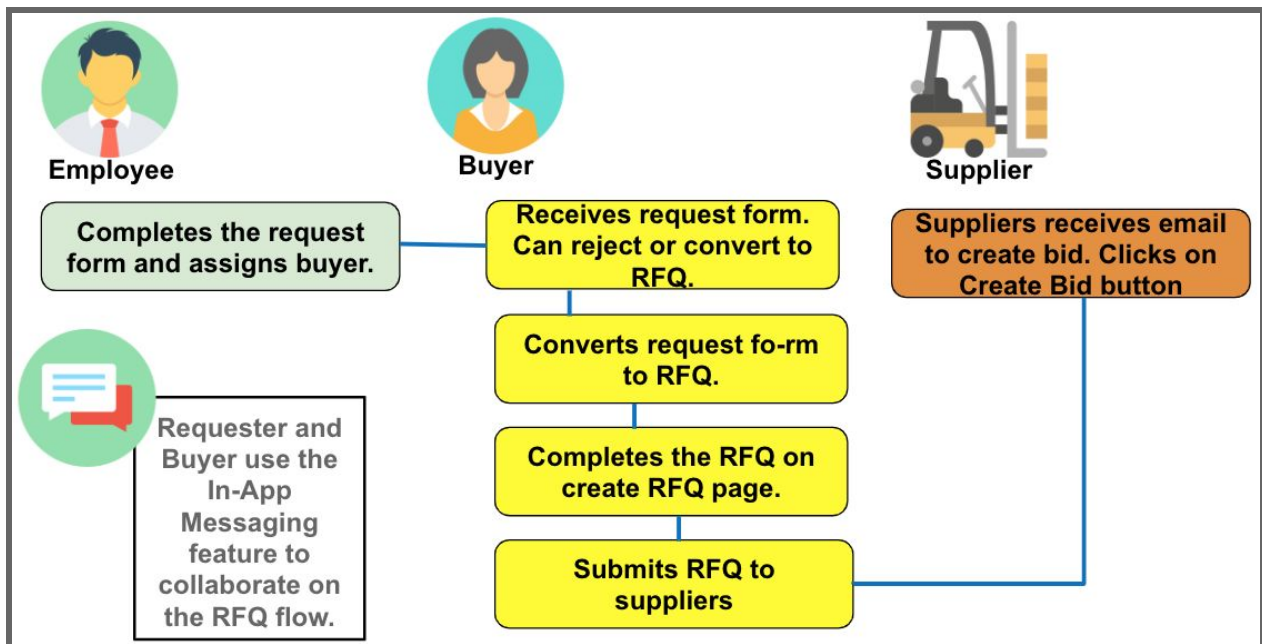 Employee
Buyer
Supplier
Completes the request
form and assigns buyer.
Receives request form.
Can reject or convert to
RFQ.
Suppliers receives email
to create bid. Clicks on
Create Bid button
Converts request fo-rm
to RFQ.
Requester and
Buyer use the
In-App
Messaging
feature to
collaborate on
the RFQ flow.
Completes the RFQ on
create RFQ page.
Submits RFQ to
suppliers